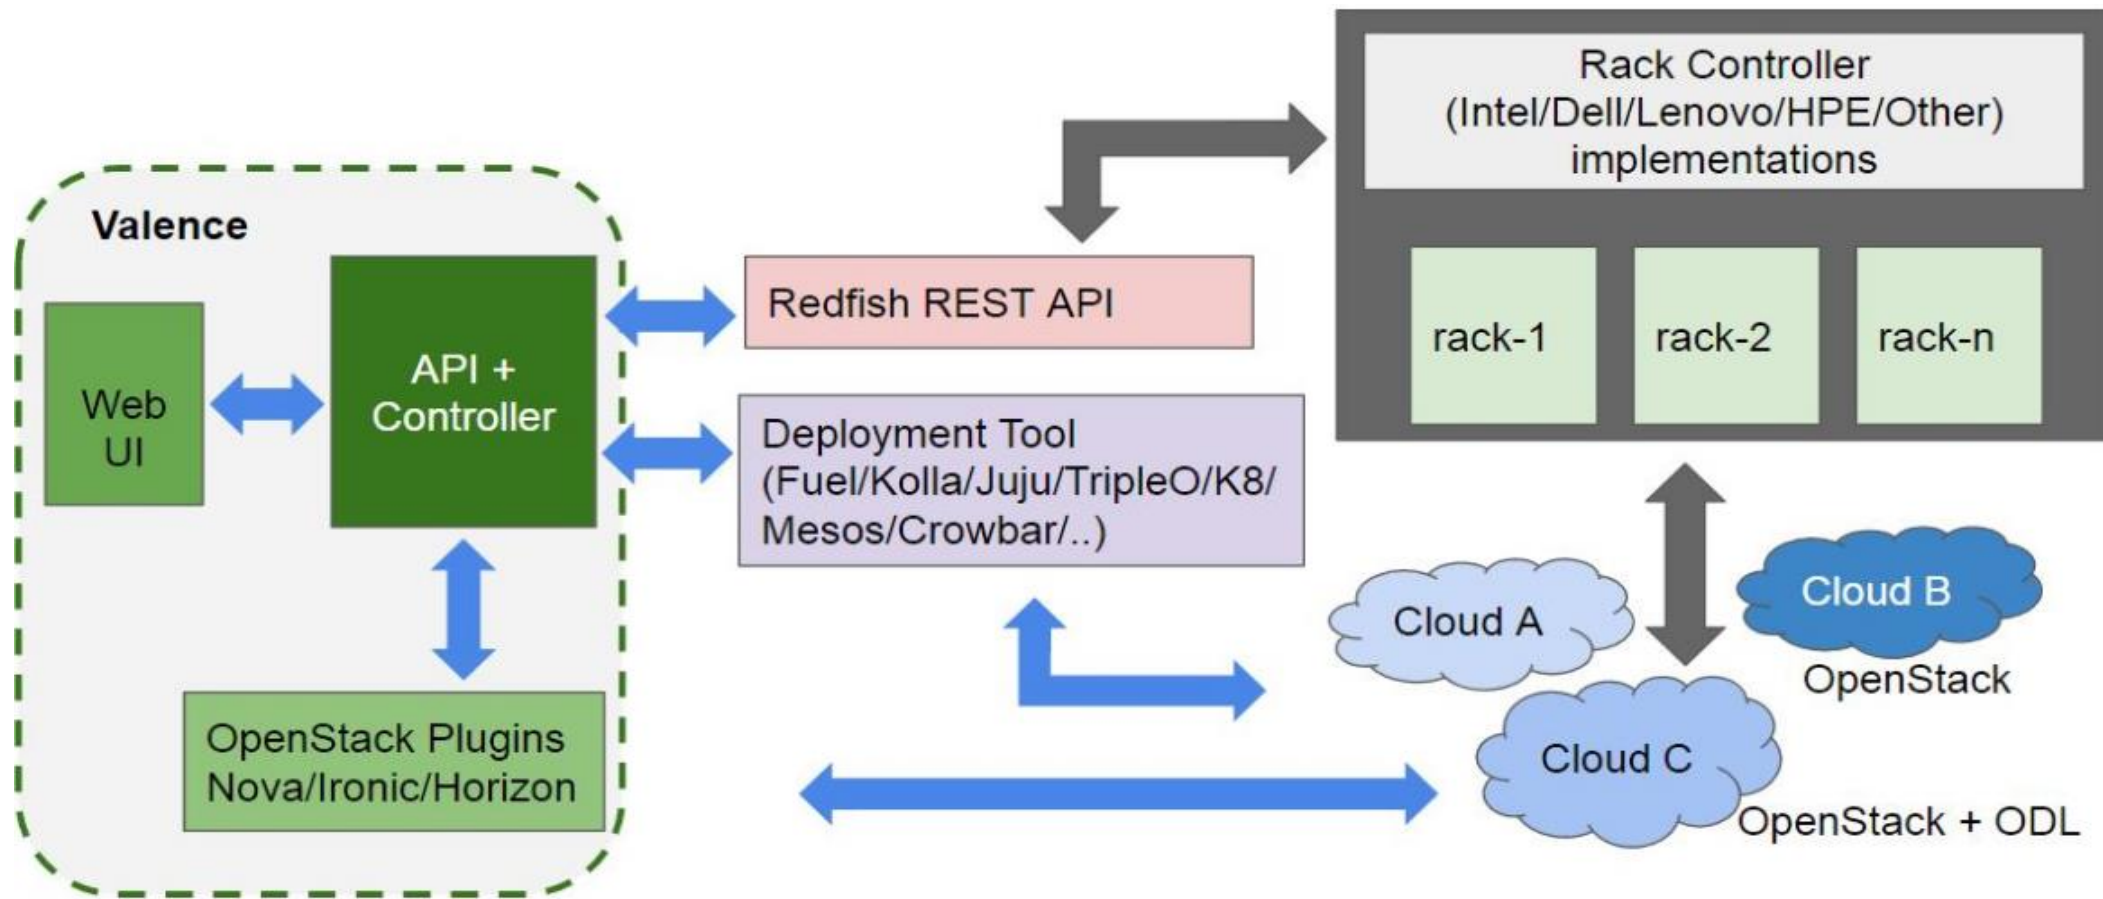 Rack Controller
(Intel/Dell/Lenovo/HPE/Other)
implementations
Valence
Redfish REST API
rack-1
rack-2
rack-n
API +
Controller
Web
UI
Deployment Tool
(Fuel/Kolla/Juju/TripleO/K8/
Mesos/Crowbar/..)
Cloud A
Cloud B
OpenStack
OpenStack Plugins
Nova/Ironic/Horizon
Cloud C
OpenStack + ODL